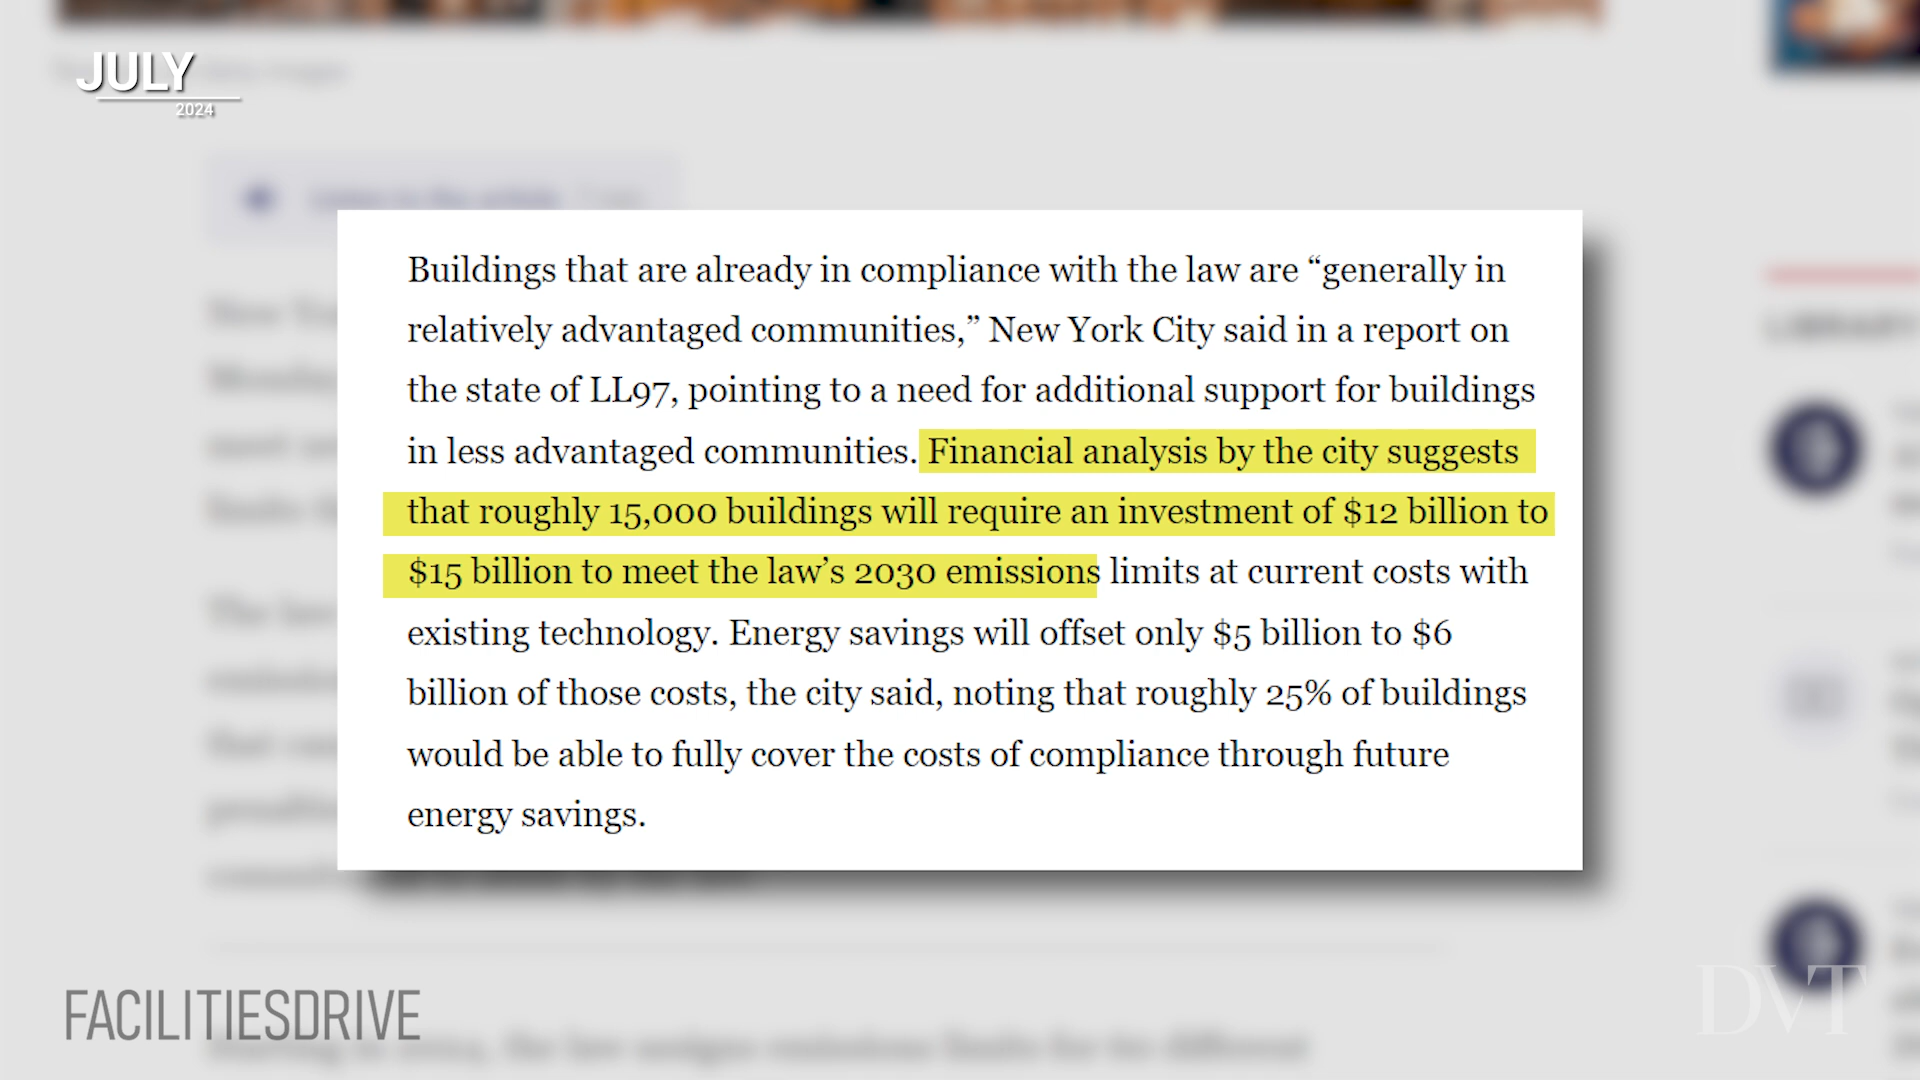 JULY
2024
Buildings that are already in compliance with the law are “generally in
relatively advantaged communities,” New York City said in a report on
the state of LL97, pointing to a need for additional support for buildings
in less advantaged communities. Financial analysis by the city suggests
that roughly 15,000 buildings will require an investment of $12 billion to
$15 billion to meet the law’s 2030 emissions limits at current costs with
existing technology. Energy savings will offset only $5 billion to $6
billion of those costs, the city said, noting that roughly 25% of buildings
would be able to fully cover the costs of compliance through future
energy savings.
LIBRARY
FACILITIESDRIVE
DVT